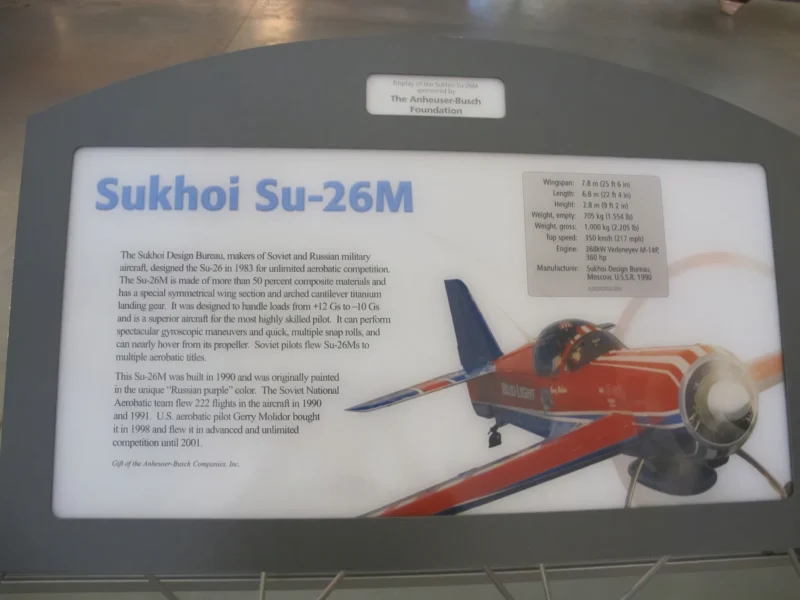 Display of the Sukhoi Su-26M
sponsored by
The Anheuser-Busch
Foundation
Sukhoi Su-26M
Wingspan: 7.8 m (25 ft 6 in)
Length: 6.8 m (22 ft 4 in)
Height: 2.8 m (9 ft 2 in)
Weight, empty: 705 kg (1,554 lb)
Weight, gross: 1,000 kg (2,205 lb)
Top speed: 350 km/h (217 mph)
Engine: 268kW Vedeneyev M-14P,
360 hp
Manufacturer: Sukhoi Design Bureau,
Moscow, U.S.S.R. 1990
The Sukhoi Design Bureau, makers of Soviet and Russian military
aircraft, designed the Su-26 in 1983 for unlimited aerobatic competition.
The Su-26M is made of more than 50 percent composite materials and
has a special symmetrical wing section and arched cantilever titanium
landing gear. It was designed to handle loads from +12 Gs to –10 Gs
and is a superior aircraft for the most highly skilled pilot. It can perform
spectacular gyroscopic maneuvers and quick, multiple snap rolls, and
can nearly hover from its propeller. Soviet pilots flew Su-26Ms to
multiple aerobatic titles.
This Su-26M was built in 1990 and was originally painted
in the unique “Russian purple” color. The Soviet National
Aerobatic team flew 222 flights in the aircraft in 1990
and 1991. U.S. aerobatic pilot Gerry Molidor bought
it in 1998 and flew it in advanced and unlimited
competition until 2001.
Gift of the Anheuser-Busch Companies, Inc.
BUD LIGHT